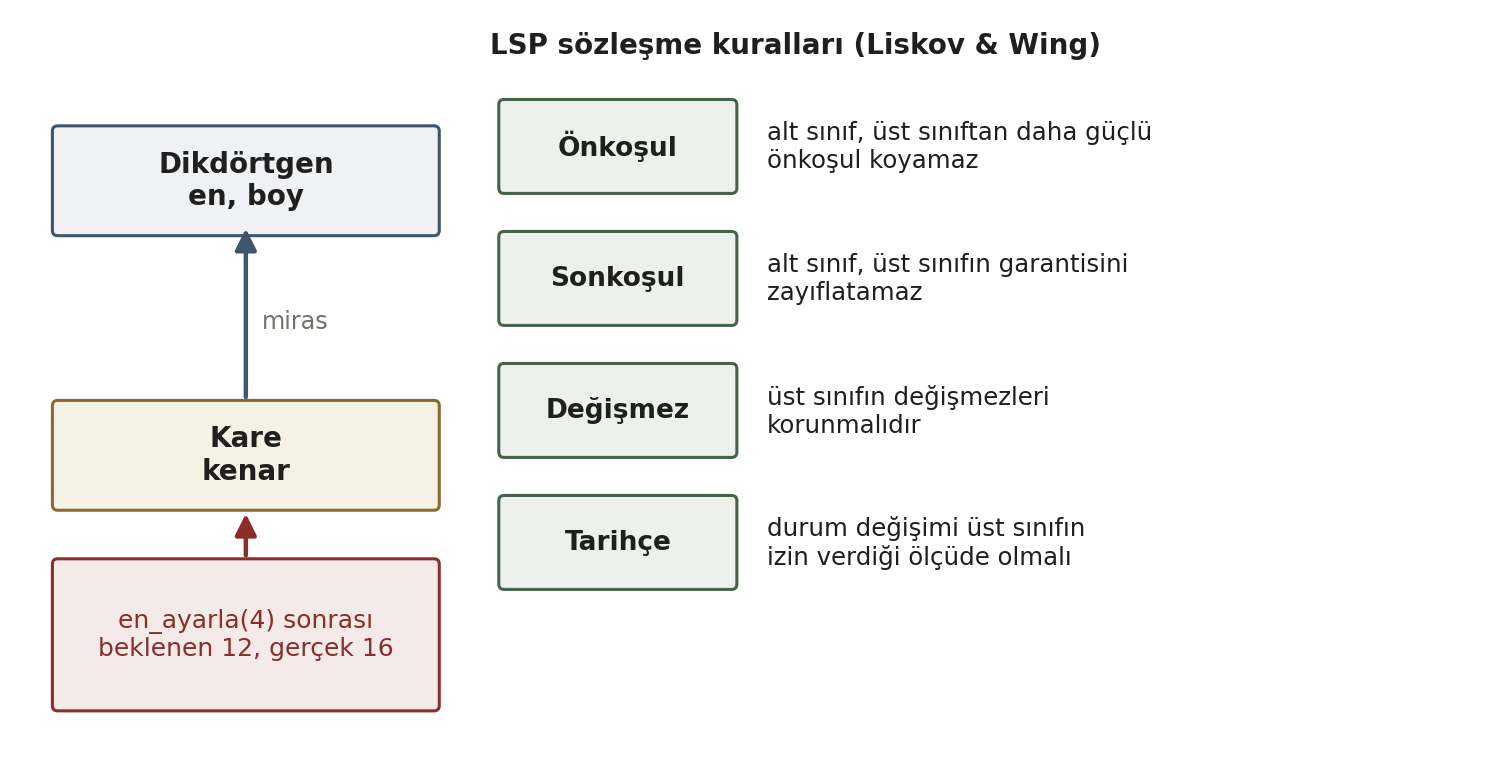 LSP sözleşme kuralları (Liskov & Wing)
Dikdörtgen
en, boy
miras
Kare
kenar
en_ayarla(4) sonrası
beklenen 12, gerçek 16
Önkoşul
alt sınıf, üst sınıftan daha güçlü
önkoşul koyamaz
Sonkoşul
alt sınıf, üst sınıfın garantisini
zayıflatamaz
Değişmez
üst sınıfın değişmezleri
korunmalıdır
Tarihçe
durum değişimi üst sınıfın
izin verdiği ölçüde olmalı